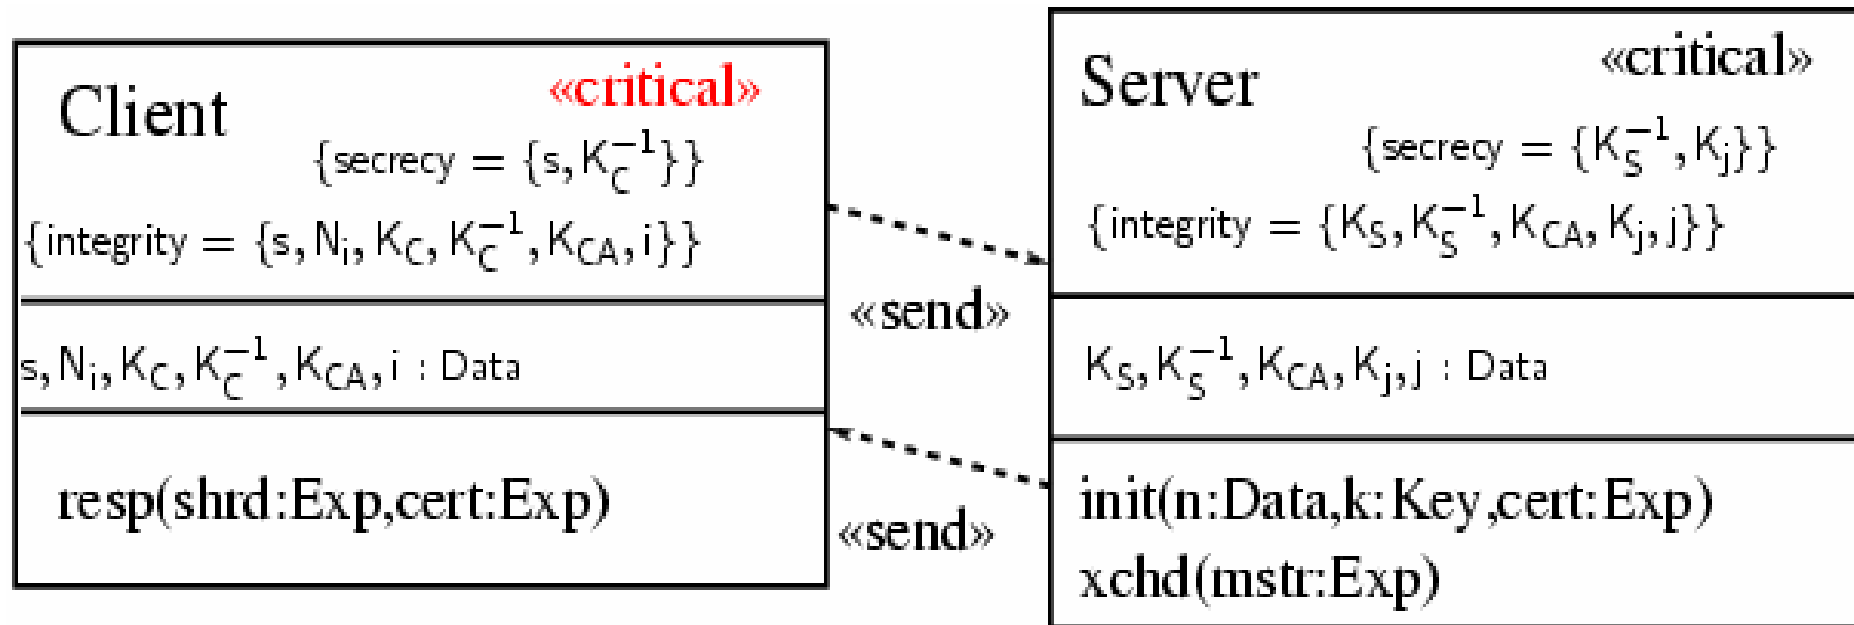 Client «critical»
{secrecy = {s, K_C^{-1}}}
{integrity = {s, N_i, K_C, K_C^{-1}, K_CA, i}}
s, N_i, K_C, K_C^{-1}, K_CA, i : Data
resp(shrd:Exp,cert:Exp)
«send»
«send»
Server «critical»
{secrecy = {K_S^{-1}, K_j}}
{integrity = {K_S, K_S^{-1}, K_CA, K_j, j}}
K_S, K_S^{-1}, K_CA, K_j, j : Data
init(n:Data,k:Key,cert:Exp)
xchd(mstr:Exp)